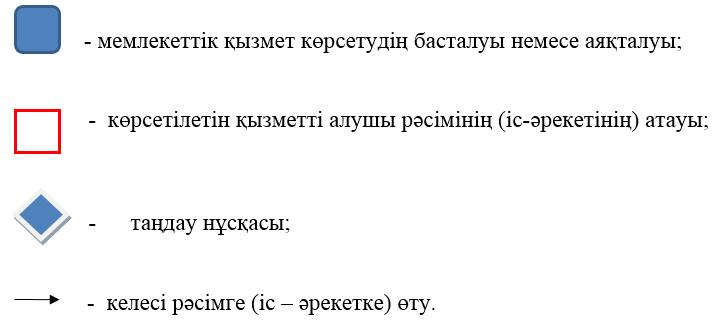 - мемлекеттік қызмет көрсетудің басталуы немесе аяқталуы;
- көрсетілетін қызметті алушы рәсімінің (іс-әрекетінің) атауы;
- таңдау нұсқасы;
- келесі рәсімге (іс – әрекетке) өту.